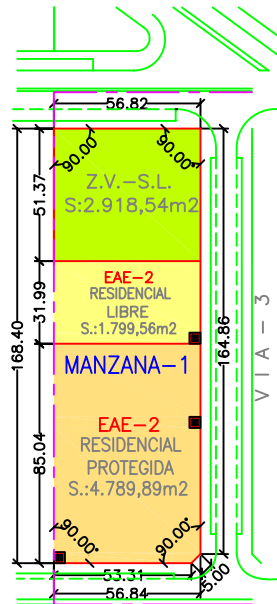 56.82
90.00°
90.00°
Z.V.-S.L.
S:2.918,54m2
51.37
EAE-2
RESIDENCIAL
LIBRE
S.:1.799,56m2
31.99
168.40
164.86
VIA-3
MANZANA-1
EAE-2
RESIDENCIAL
PROTEGIDA
S.:4.789,89m2
85.04
90.00°
90.00°
53.31
5.00
56.84